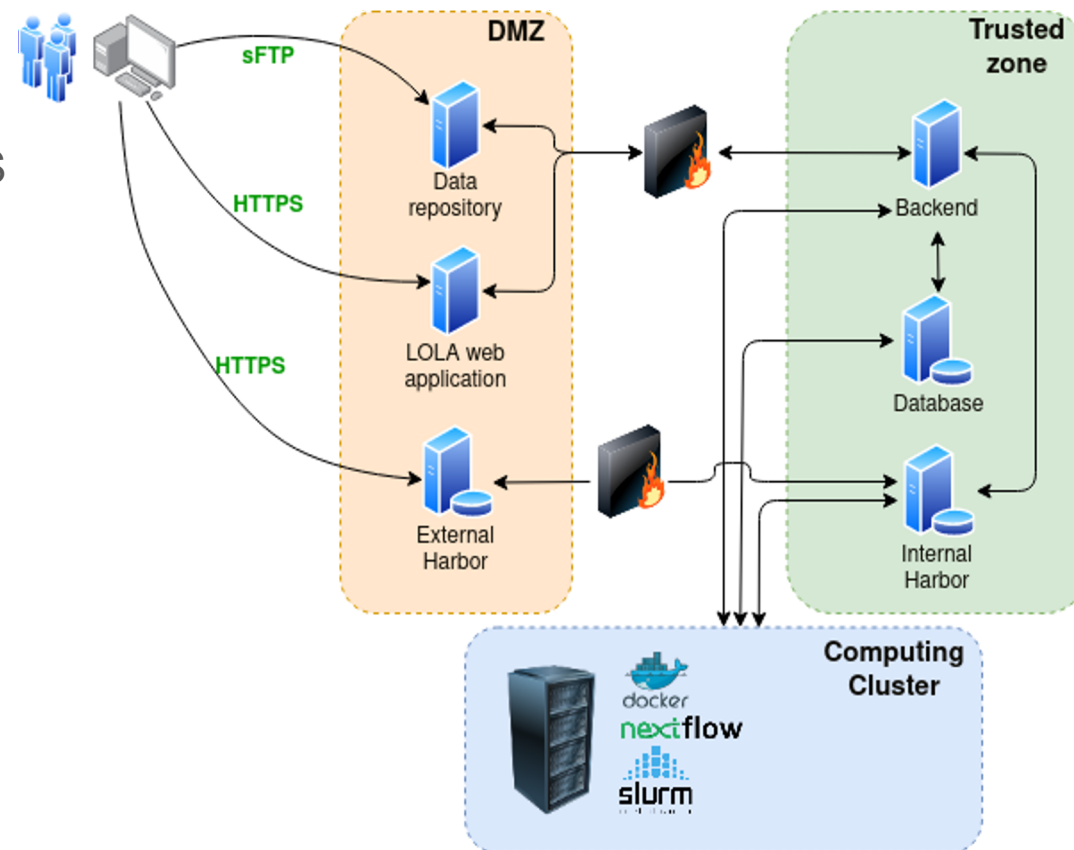 s
sFTP
HTTPS
HTTPS
DMZ
Data
repository
LOLA web
application
External
Harbor
Trusted
zone
Backend
Database
Internal
Harbor
Computing
Cluster
docker
nextflow
slurm